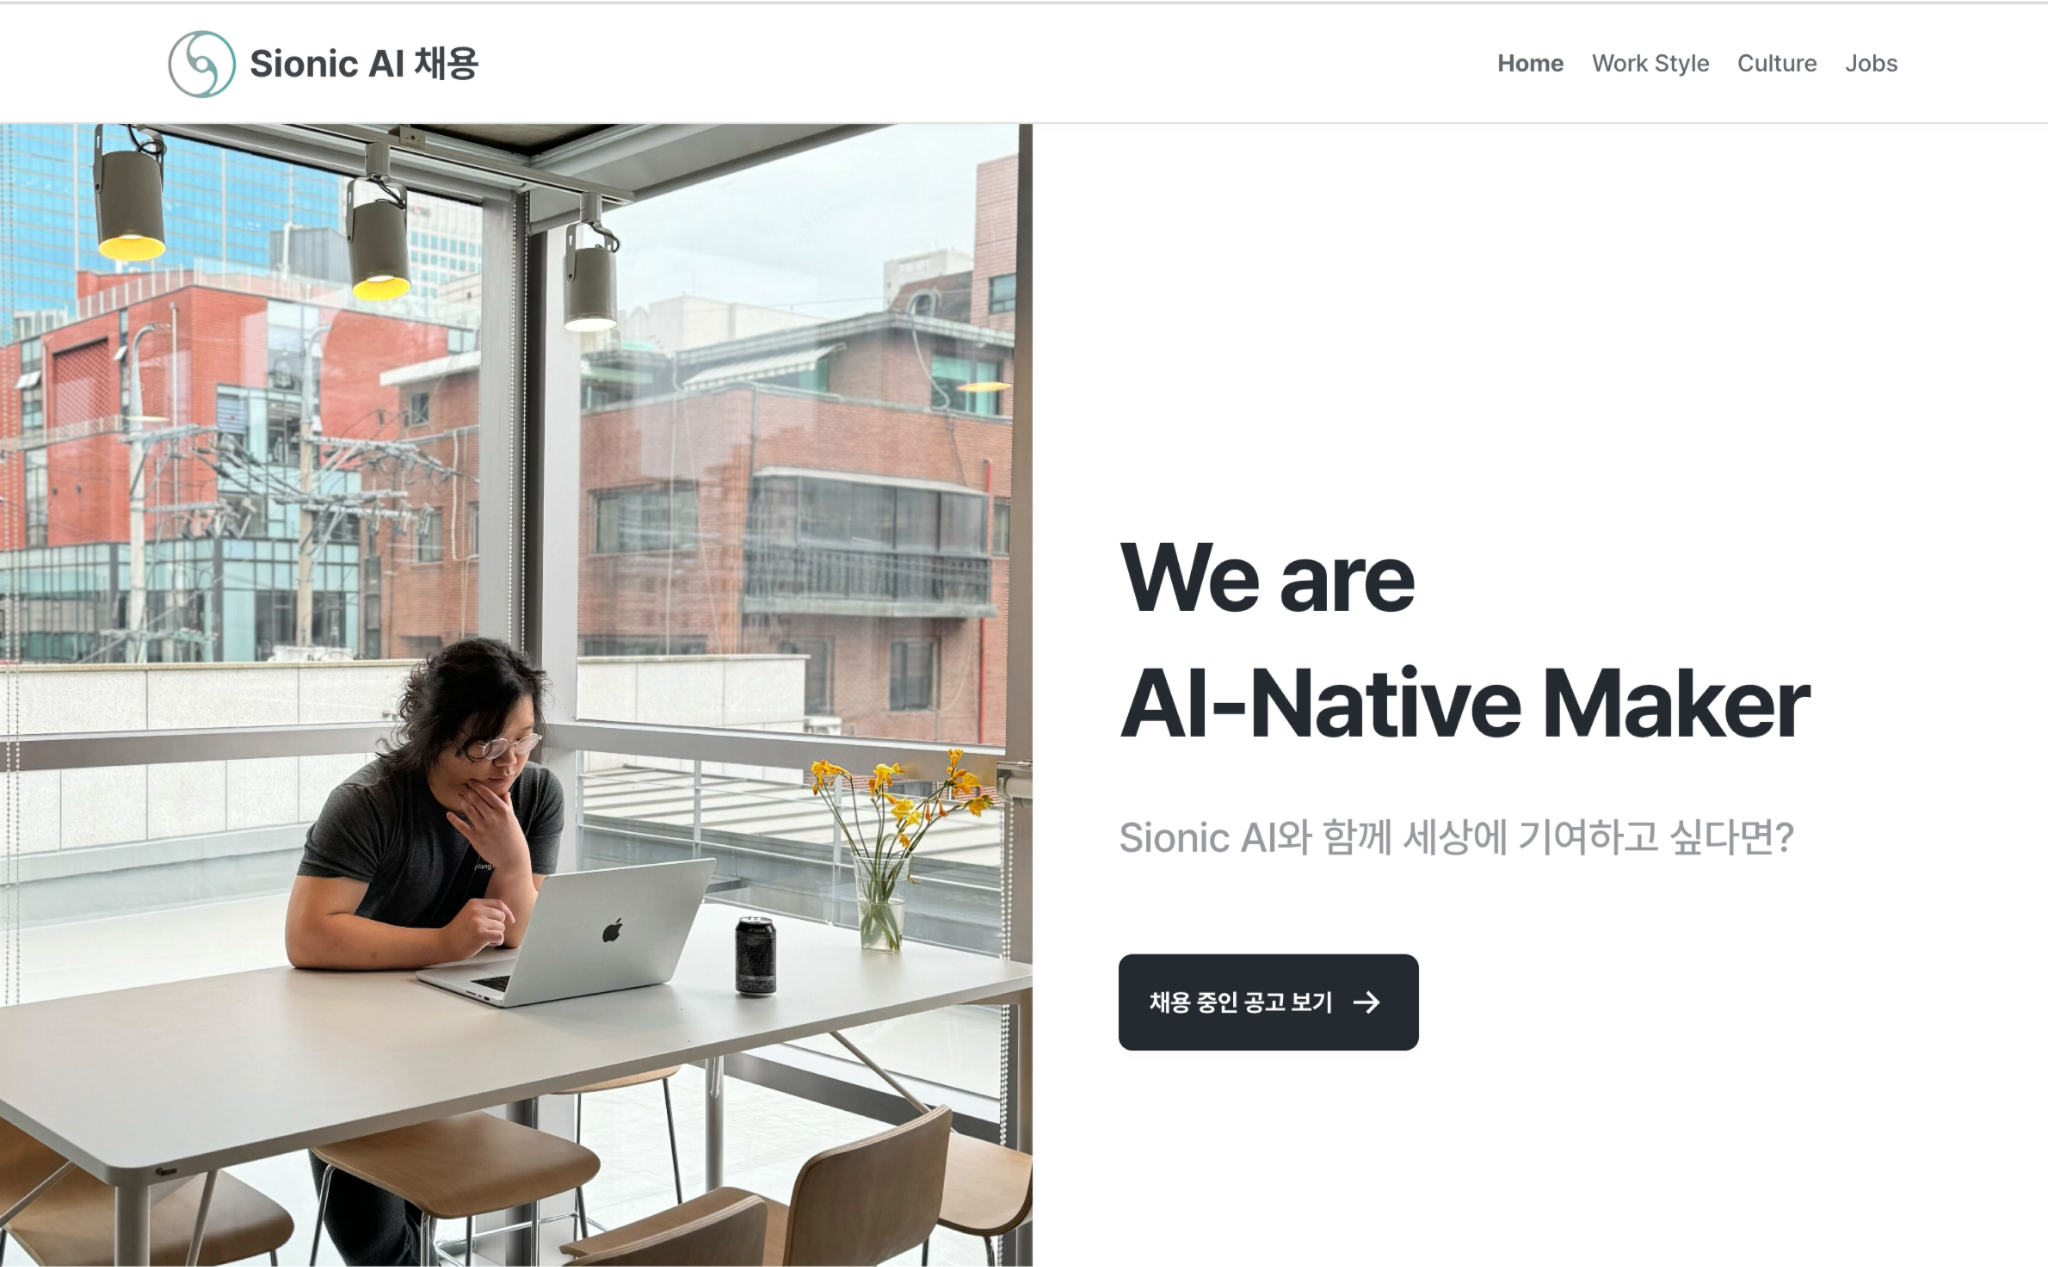 Sionic AI 채용
Home
Work Style
Culture
Jobs
We are
AI-Native Maker
Sionic AI와 함께 세상에 기여하고 싶다면?
채용 중인 공고 보기 →